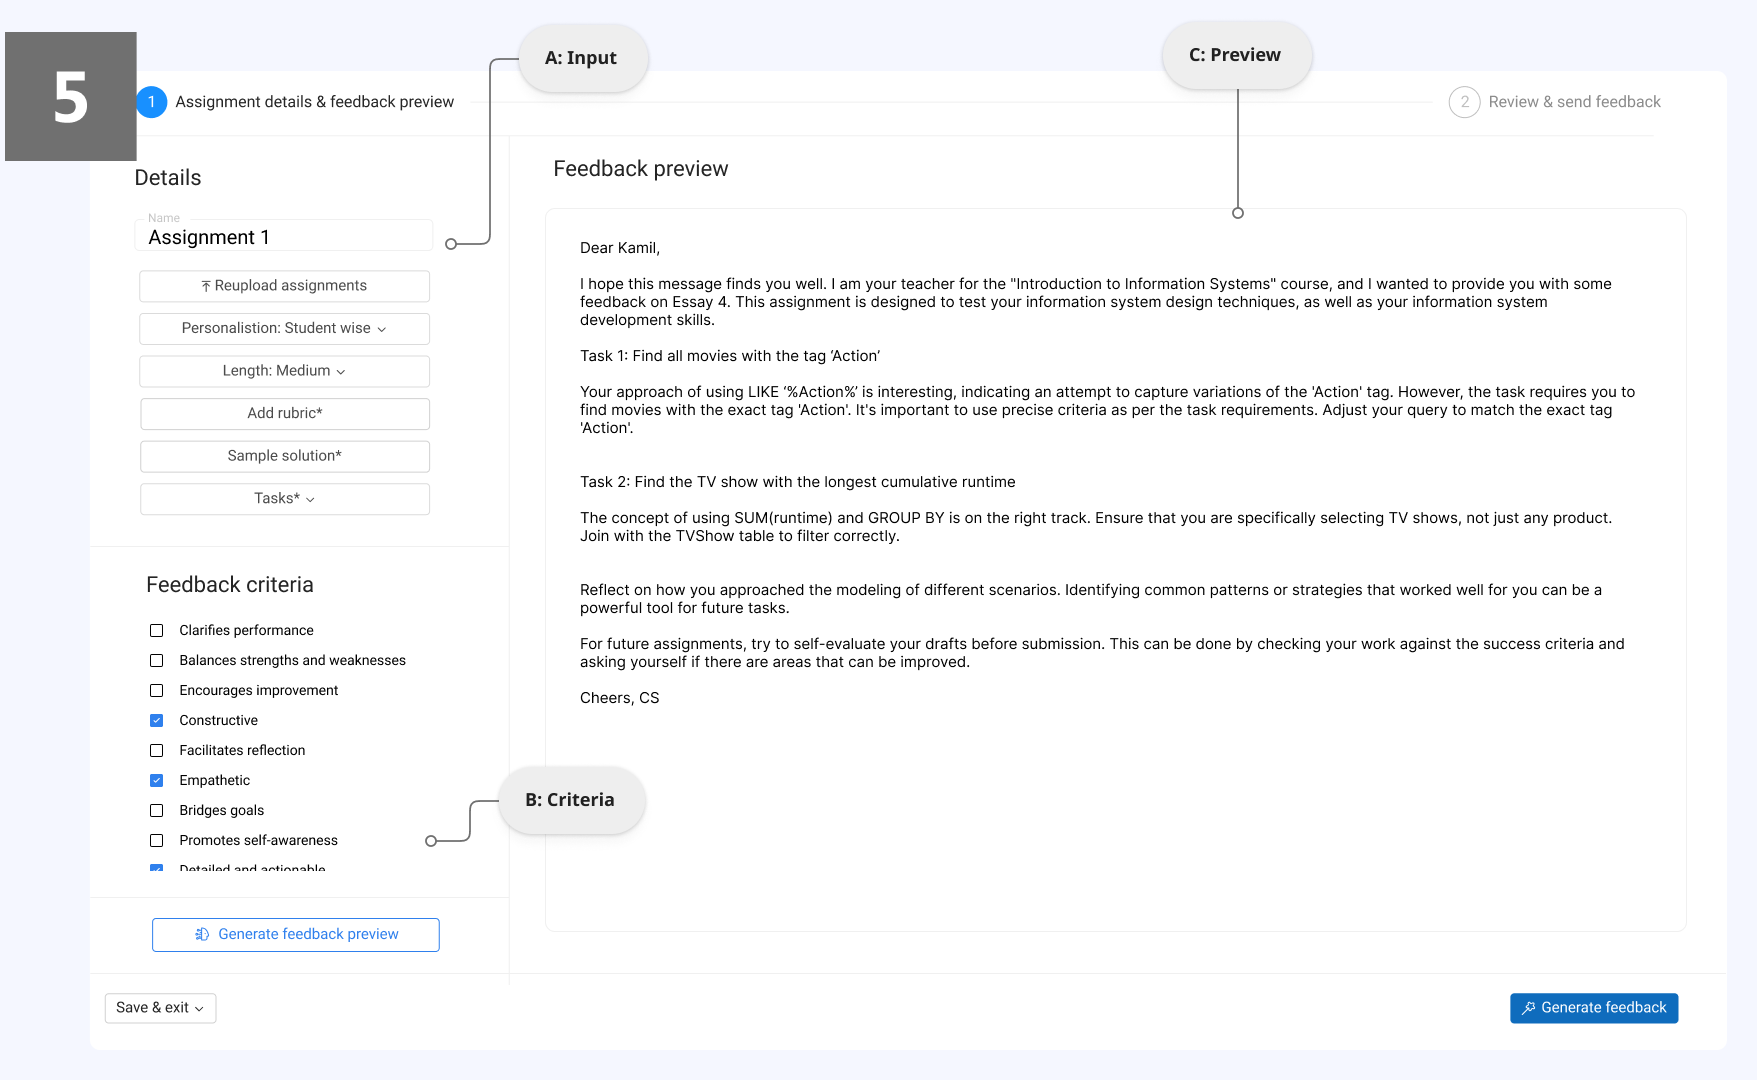 5
A: Input
C: Preview
1 Assignment details & feedback preview
2 Review & send feedback
Details
Name
Assignment 1
Reupload assignments
Personalistion: Student wise
Length: Medium
Add rubric*
Sample solution*
Tasks*
Feedback criteria
Clarifies performance
Balances strengths and weaknesses
Encourages improvement
Constructive
Facilitates reflection
Empathetic
Bridges goals
Promotes self-awareness
Detailed and actionable
B: Criteria
Generate feedback preview
Feedback preview
Dear Kamil,
I hope this message finds you well. I am your teacher for the "Introduction to Information Systems" course, and I wanted to provide you with some
feedback on Essay 4. This assignment is designed to test your information system design techniques, as well as your information system
development skills.
Task 1: Find all movies with the tag ‘Action’
Your approach of using LIKE ‘%Action%’ is interesting, indicating an attempt to capture variations of the 'Action' tag. However, the task requires you to
find movies with the exact tag 'Action'. It's important to use precise criteria as per the task requirements. Adjust your query to match the exact tag
'Action'.
Task 2: Find the TV show with the longest cumulative runtime
The concept of using SUM(runtime) and GROUP BY is on the right track. Ensure that you are specifically selecting TV shows, not just any product.
Join with the TVShow table to filter correctly.
Reflect on how you approached the modeling of different scenarios. Identifying common patterns or strategies that worked well for you can be a
powerful tool for future tasks.
For future assignments, try to self-evaluate your drafts before submission. This can be done by checking your work against the success criteria and
asking yourself if there are areas that can be improved.
Cheers, CS
Save & exit
Generate feedback